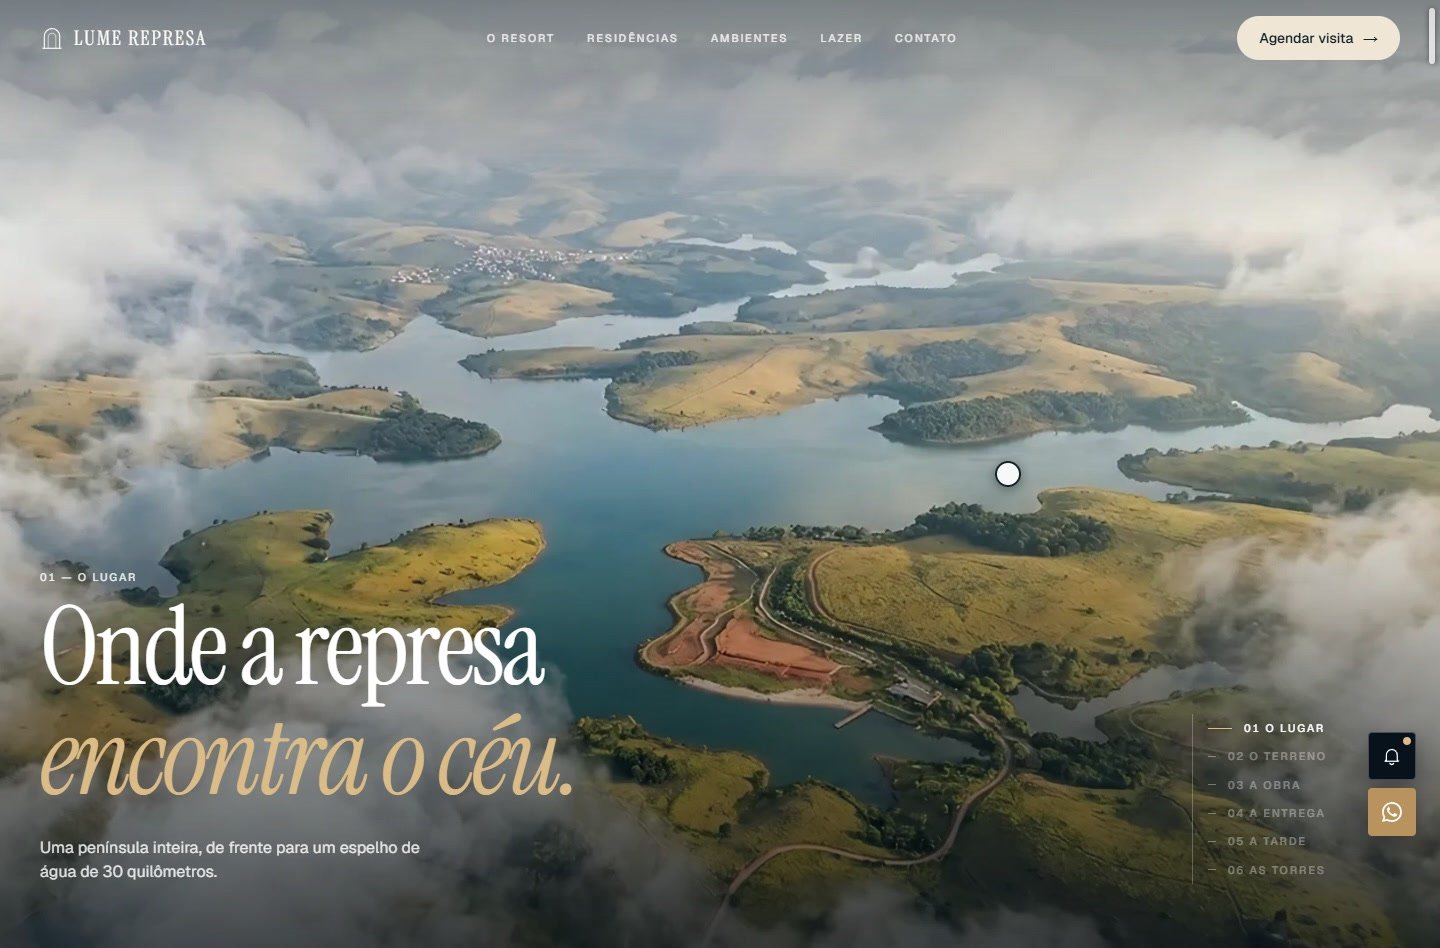 LUME REPRESA
O RESORT
RESIDÊNCIAS
AMBIENTES
LAZER
CONTATO
Agendar visita →
01 — O LUGAR
Onde a represa
encontra o céu.
Uma península inteira, de frente para um espelho de
água de 30 quilômetros.
01 O LUGAR
02 O TERRENO
03 A OBRA
04 A ENTREGA
05 A TARDE
06 AS TORRES